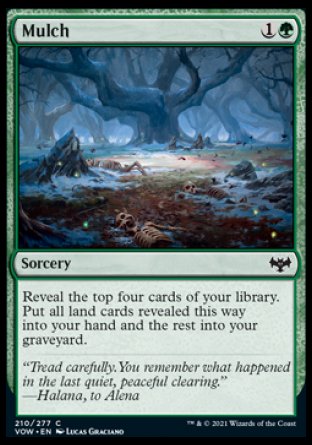 Mulch 1
Sorcery
Reveal the top four cards of your library.
Put all land cards revealed this way
into your hand and the rest into your
graveyard.
“Tread carefully. You remember what happened
in the last quiet, peaceful clearing.”
—Halana, to Alena
210/277 C
VOW • EN LUCAS GRACIANO
™ & © 2021 Wizards of the Coast